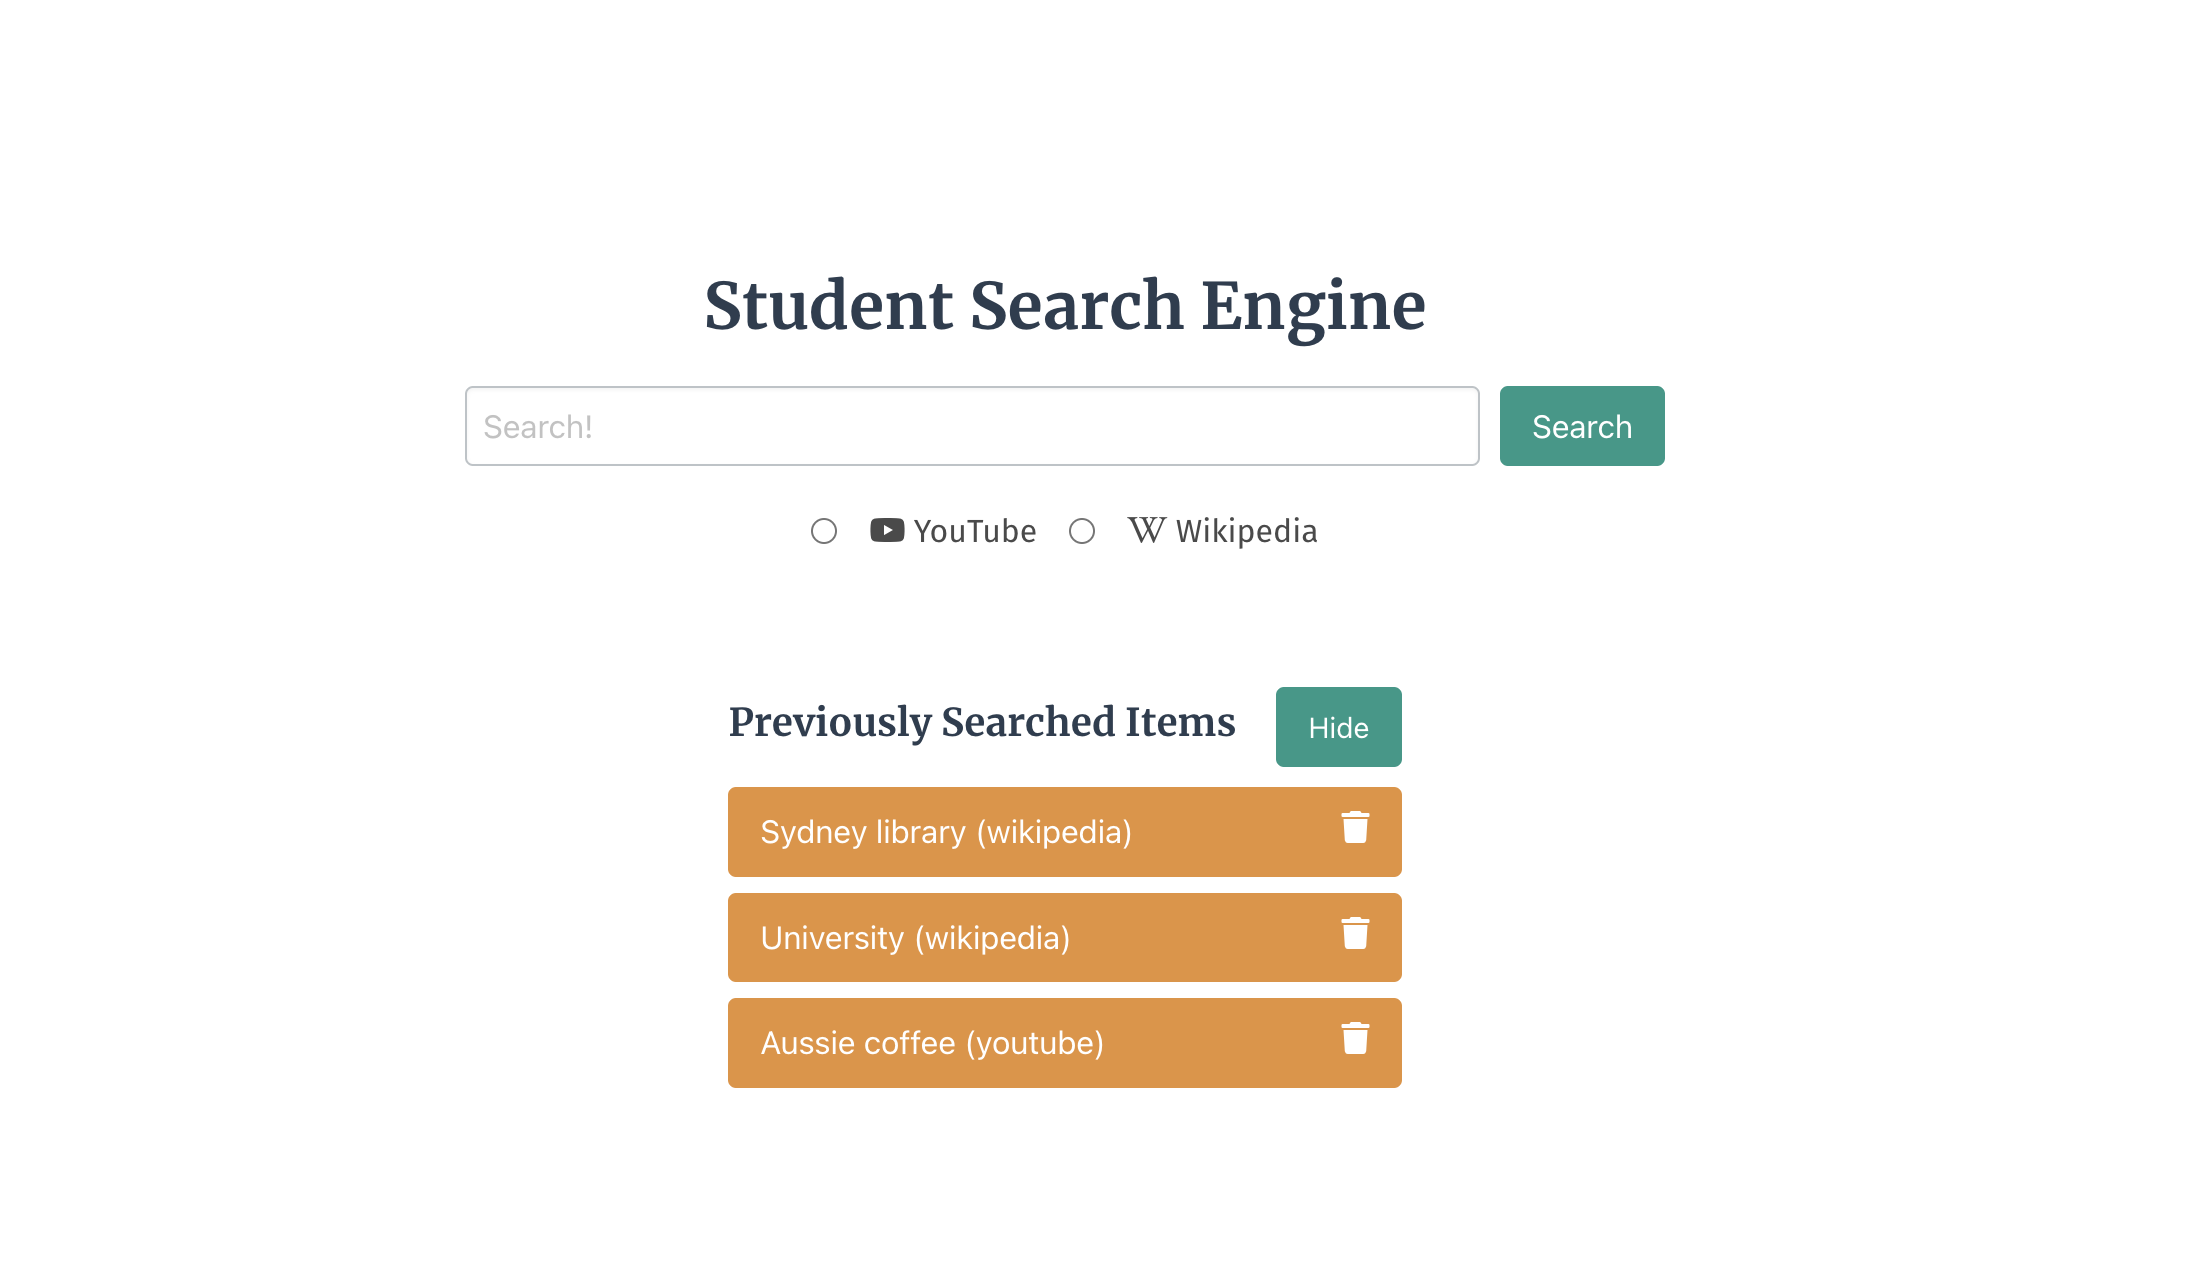 Student Search Engine
Search!
Search
YouTube
Wikipedia
Previously Searched Items
Hide
Sydney library (wikipedia)
University (wikipedia)
Aussie coffee (youtube)